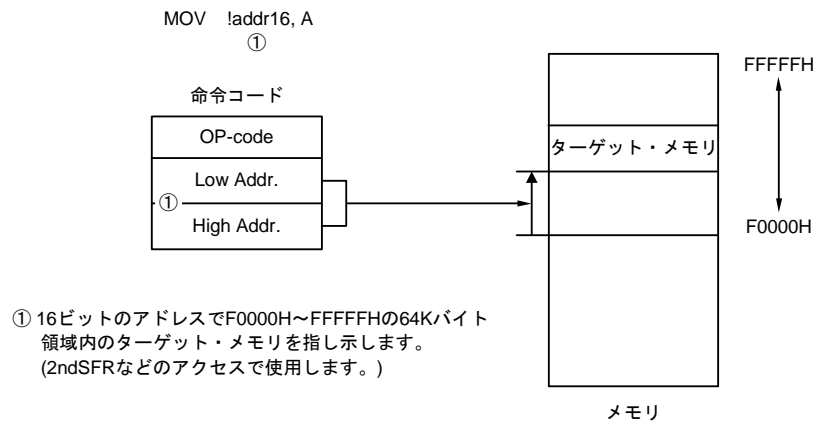 MOV !addr16, A
①
命令コード
OP-code
Low Addr.
①
High Addr.
ターゲット・メモリ
FFFFFH
F0000H
メモリ
① 16ビットのアドレスでF0000H～FFFFFHの64Kバイト
領域内のターゲット・メモリを指し示します。
(2ndSFRなどのアクセスで使用します。)